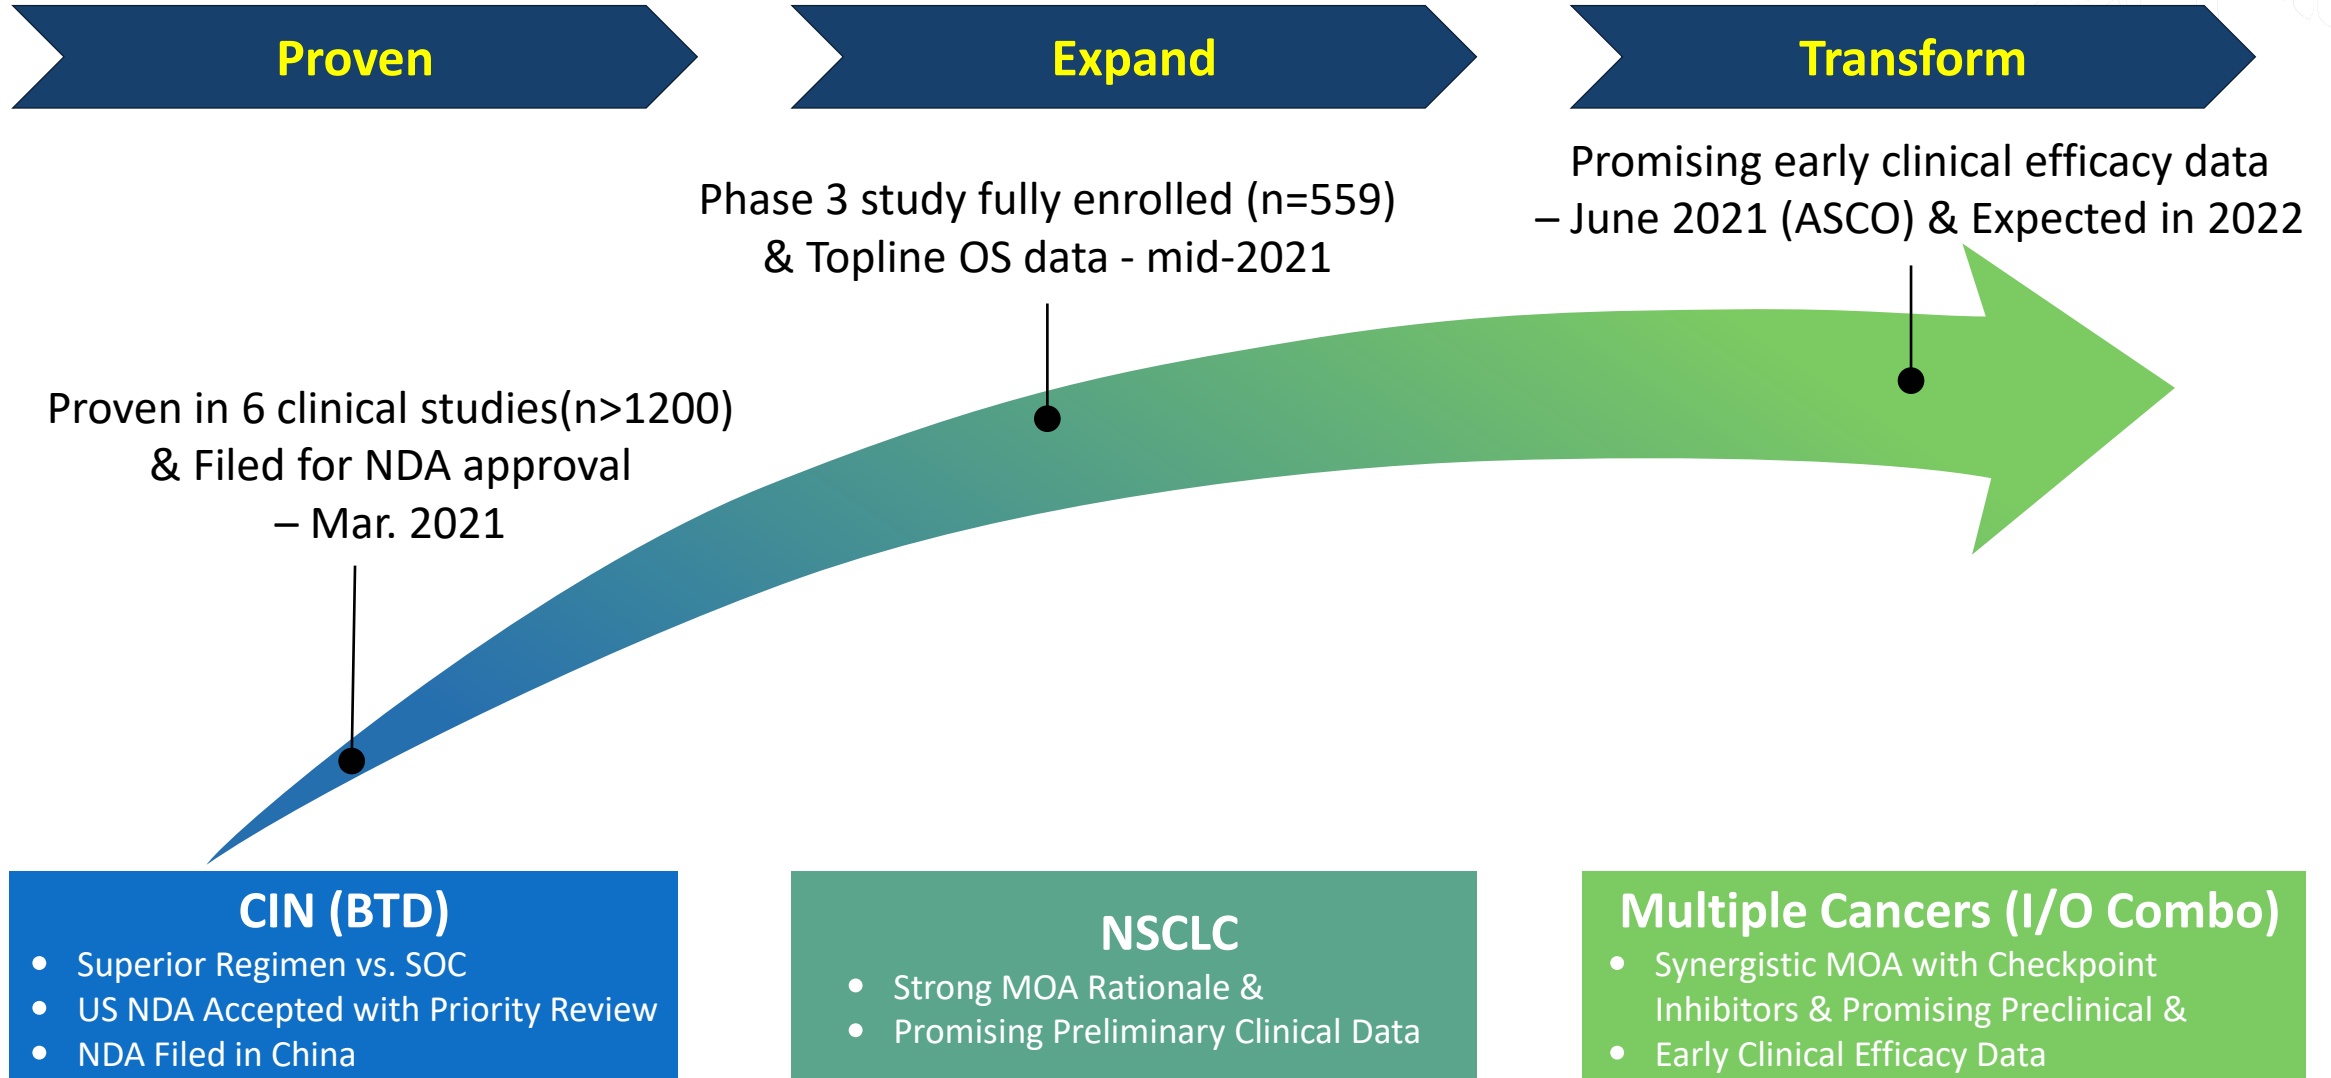 Proven
Expand
Transform
Promising early clinical efficacy data
– June 2021 (ASCO) & Expected in 2022
Phase 3 study fully enrolled (n=559)
& Topline OS data - mid-2021
Proven in 6 clinical studies(n>1200)
& Filed for NDA approval
– Mar. 2021
CIN (BTD)
• Superior Regimen vs. SOC
• US NDA Accepted with Priority Review
• NDA Filed in China
NSCLC
• Strong MOA Rationale &
• Promising Preliminary Clinical Data
Multiple Cancers (I/O Combo)
• Synergistic MOA with Checkpoint
Inhibitors & Promising Preclinical &
• Early Clinical Efficacy Data